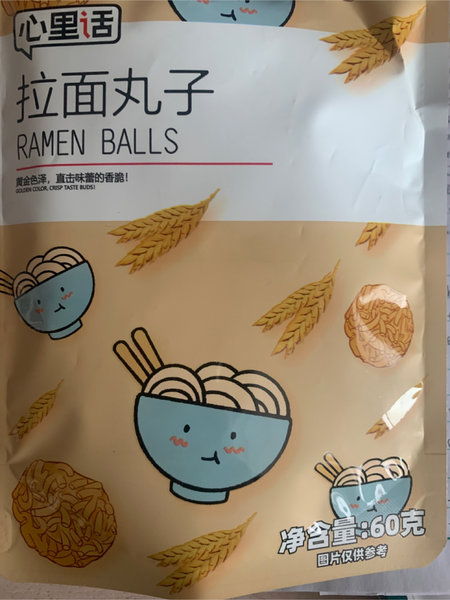 心里话
拉面丸子
RAMEN BALLS
黄金色泽，直击味蕾的香脆！
GOLDEN COLOR, CRISP TASTE BUDS!
净含量:60克
图片仅供参考